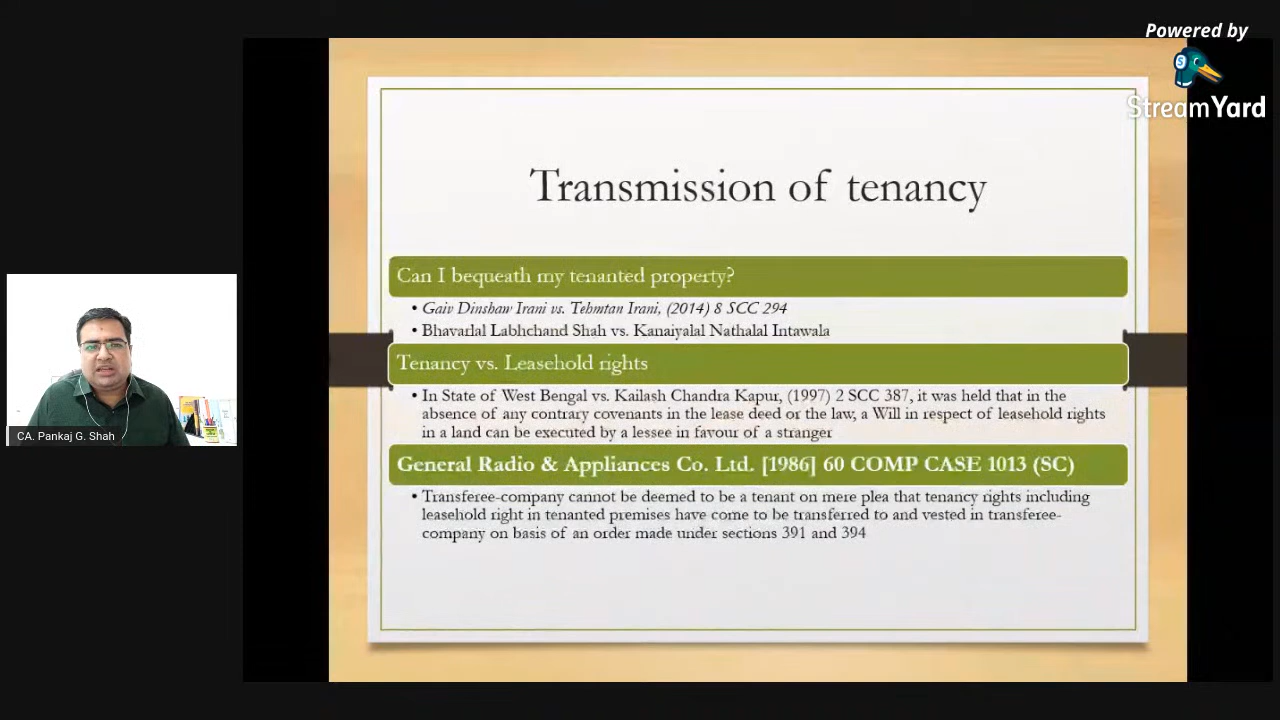 Powered by
StreamYard
Transmission of tenancy
Can I bequeath my tenanted property?
• Gaiv Dinshaw Irani vs. Tehmtan Irani, (2014) 8 SCC 294
• Bhavarlal Labhchand Shah vs. Kanaiyalal Nathalal Intawala
Tenancy vs. Leasehold rights
• In State of West Bengal vs. Kailash Chandra Kapur, (1997) 2 SCC 387, it was held that in the
absence of any contrary covenants in the lease deed or the law, a Will in respect of leasehold rights
in a land can be executed by a lessee in favour of a stranger
CA. Pankaj G. Shah
General Radio & Appliances Co. Ltd. [1986] 60 COMP CASE 1013 (SC)
• Transferee-company cannot be deemed to be a tenant on mere plea that tenancy rights including
leasehold right in tenanted premises have come to be transferred to and vested in transferee-
company on basis of an order made under sections 391 and 394